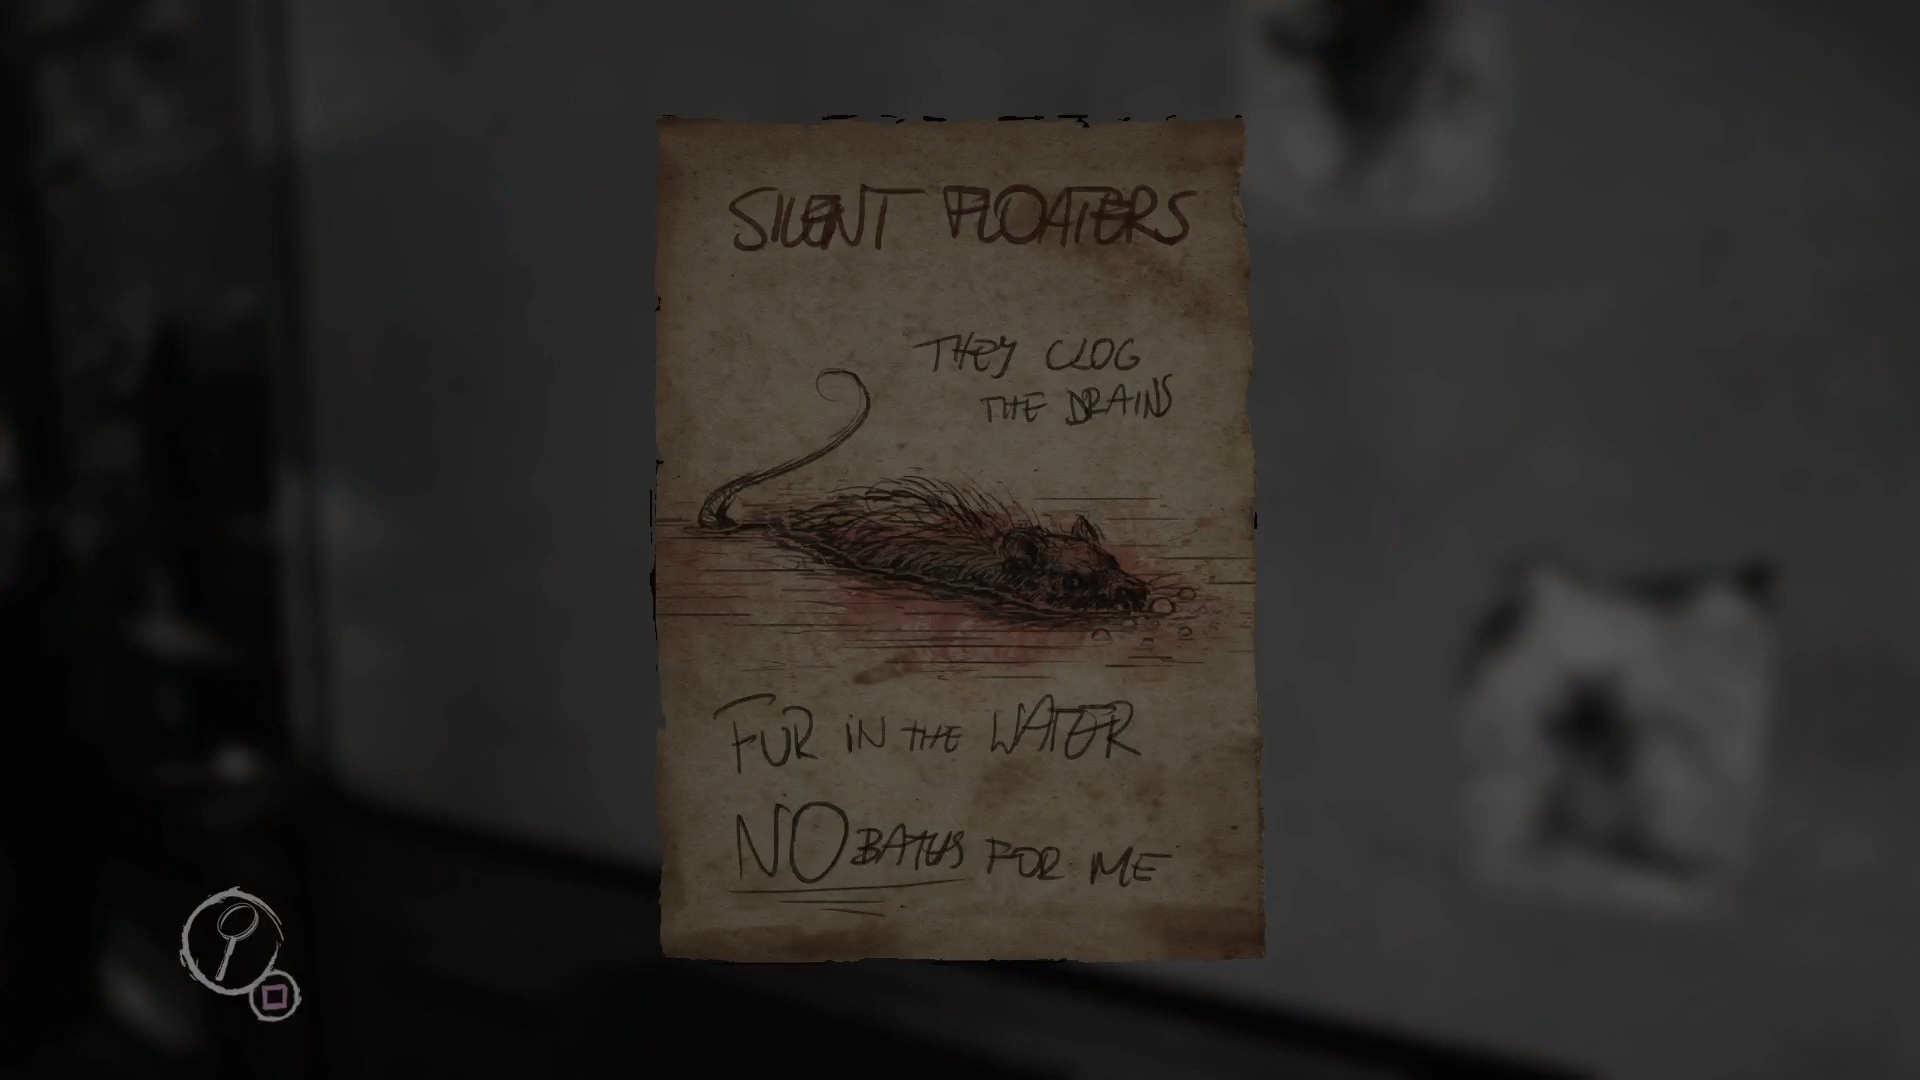 SILENT FLOATERS
THEY CLOG
THE DRAINS
FUR IN THE WATER
NO BATHS FOR ME